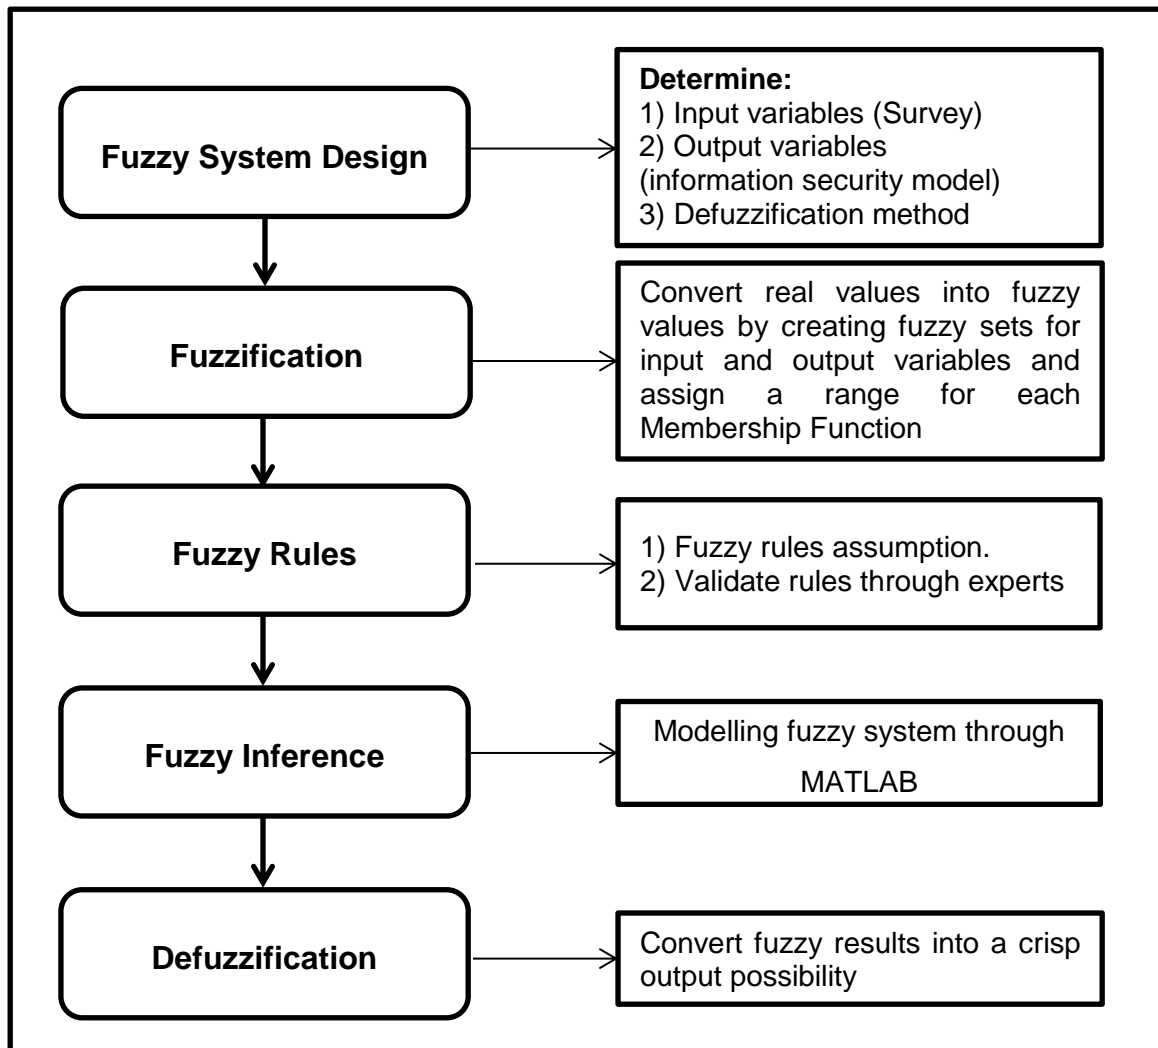 Fuzzy System Design
Determine:
1) Input variables (Survey)
2) Output variables
(information security model)
3) Defuzzification method
Fuzzification
Convert real values into fuzzy
values by creating fuzzy sets for
input and output variables and
assign a range for each
Membership Function
Fuzzy Rules
1) Fuzzy rules assumption.
2) Validate rules through experts
Fuzzy Inference
Modelling fuzzy system through
MATLAB
Defuzzification
Convert fuzzy results into a crisp
output possibility